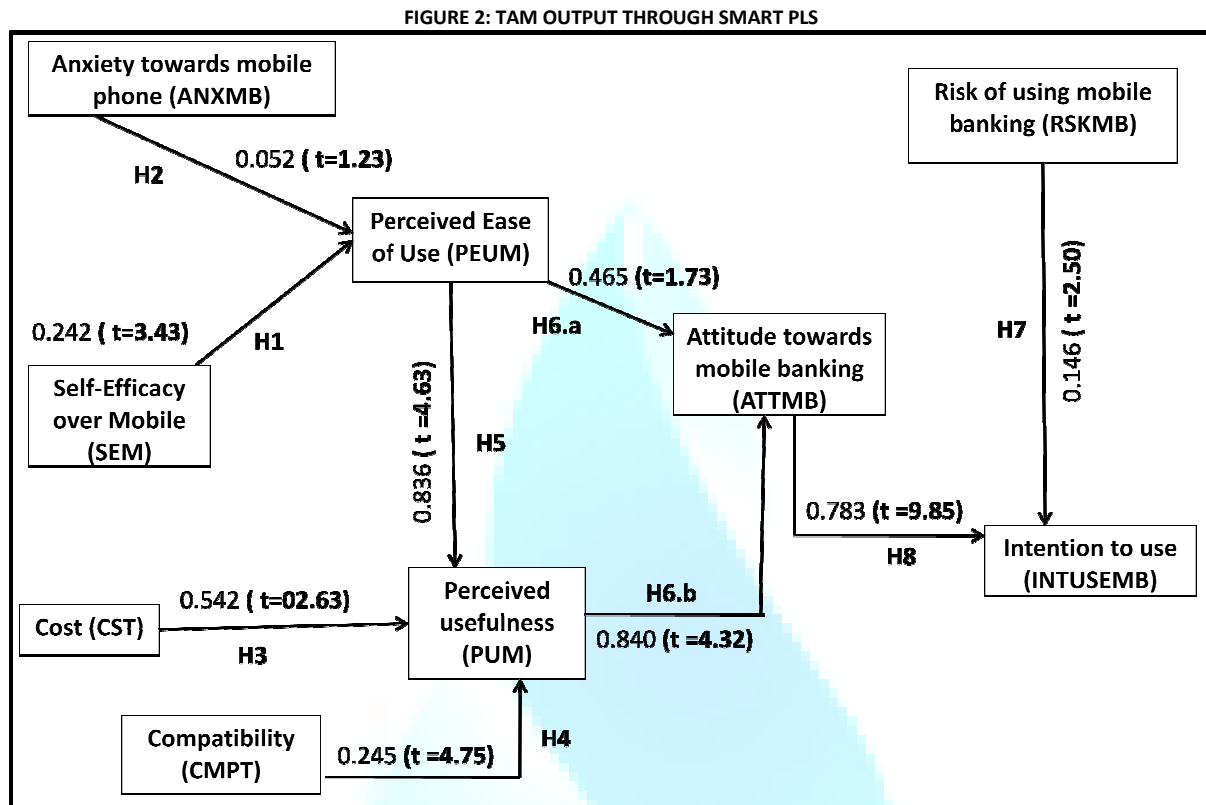 FIGURE 2: TAM OUTPUT THROUGH SMART PLS
Anxiety towards mobile
phone (ANXMB)
Risk of using mobile
banking (RSKMB)
0.052 ( t=1.23)
H2
Perceived Ease
of Use (PEUM)
0.465 (t=1.73)
H6.a
0.242 ( t=3.43)
H1
H7
0.146 ( t =2.50)
Attitude towards
mobile banking
(ATTMB)
Self-Efficacy
over Mobile
(SEM)
0.836 ( t =4.63)
H5
0.783 (t =9.85)
H8
Intention to use
(INTUSEMB)
Cost (CST)
0.542 ( t=02.63)
H3
Perceived
usefulness
(PUM)
H6.b
0.840 (t =4.32)
Compatibility
(CMPT)
0.245 (t =4.75)
H4